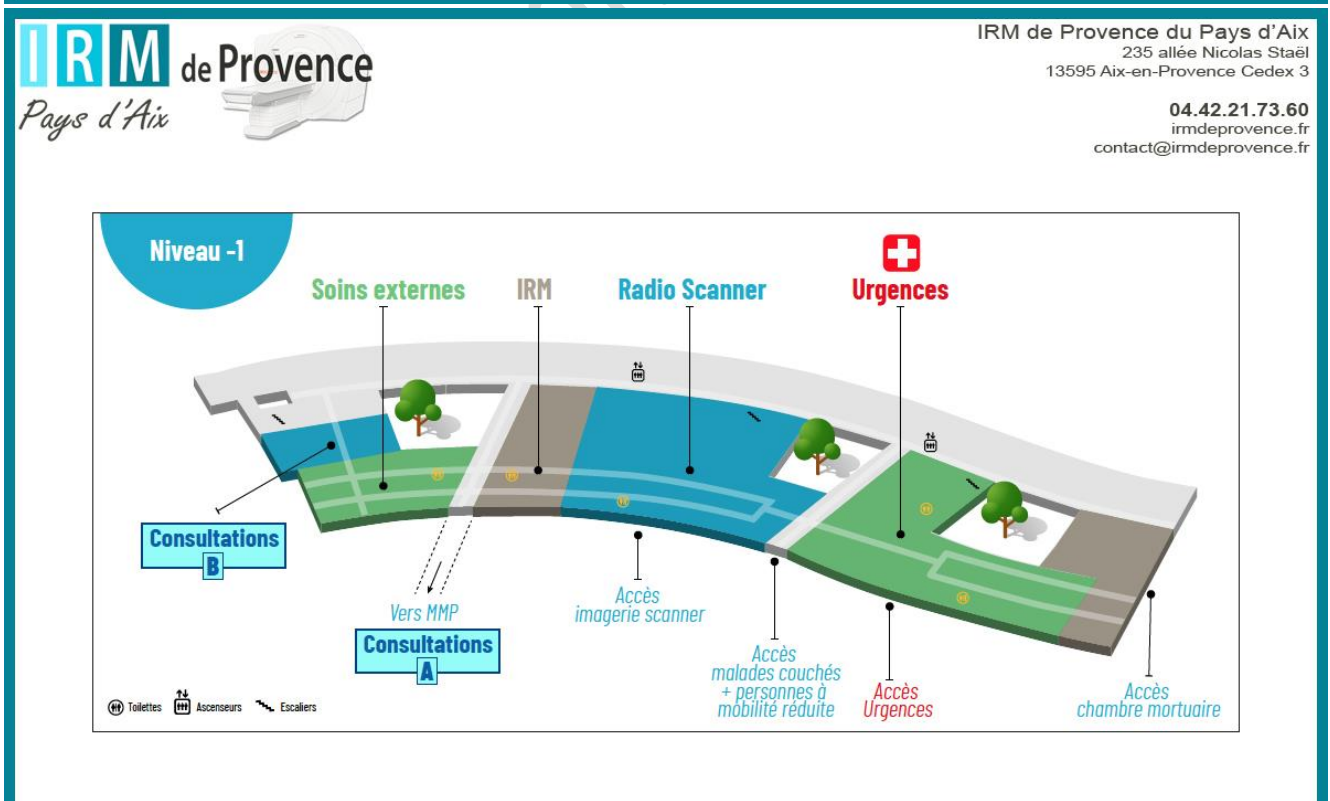 IRM de Provence
Pays d'Aix
IRM de Provence du Pays d'Aix
235 allée Nicolas Staël
13595 Aix-en-Provence Cedex 3
04.42.21.73.60
irmdeprovence.fr
contact@irmdeprovence.fr
Niveau -1
Soins externes
IRM
Radio Scanner
Urgences
Consultations
B
Vers MMP
Consultations
A
Accès
imagerie scanner
Accès
malades couchés
+ personnes à
mobilité réduite
Accès
Urgences
Accès
chambre mortuaire
Toilettes
Ascenseurs
Escaliers